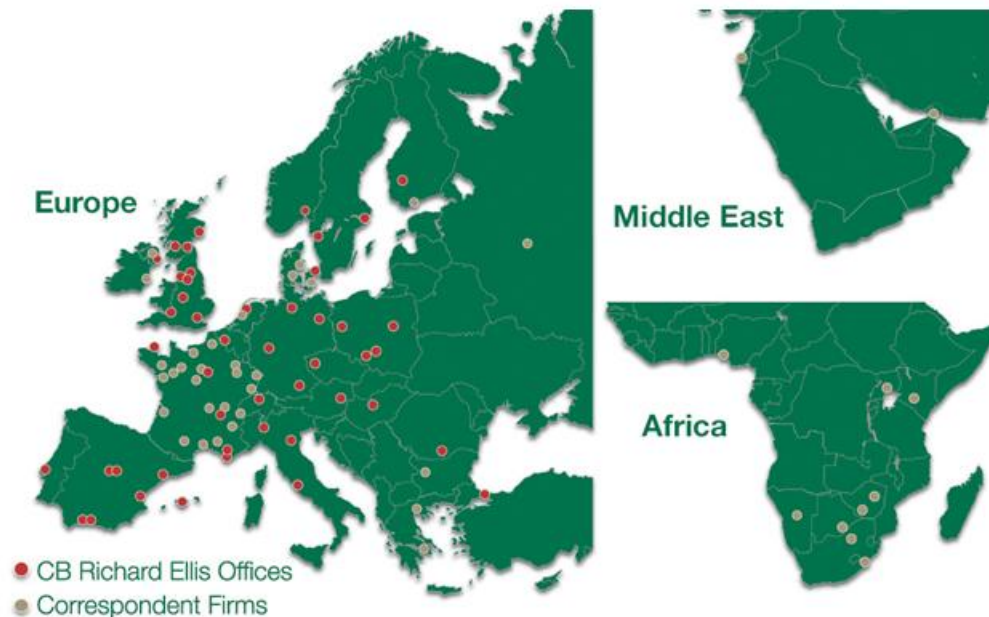 Europe
Middle East
Africa
CB Richard Ellis Offices
Correspondent Firms